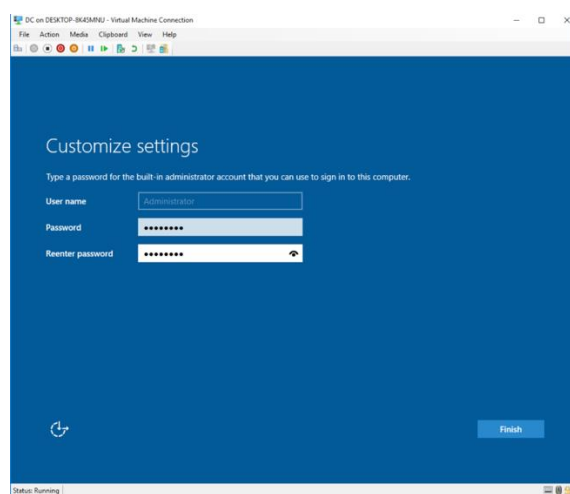 DC on DESKTOP-8K45MNU - Virtual Machine Connection
File Action Media Clipboard View Help
Customize settings
Type a password for the built-in administrator account that you can use to sign in to this computer.
User name Administrator
Password ••••••••
Reenter password ••••••••
Finish
Status: Running